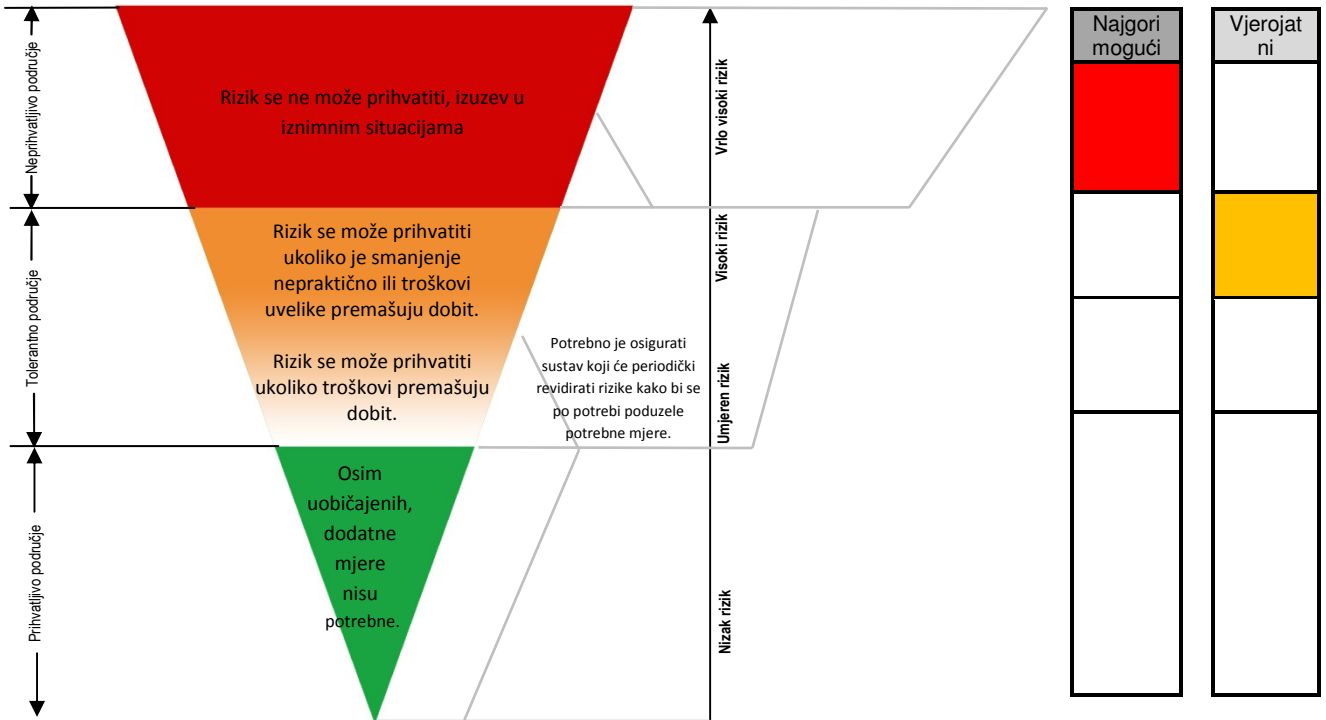 Neprihvatljivo područje
Rizik se ne može prihvatiti, izuzev u
iznimnim situacijama
Vrlo visoki rizik
Najgori
mogući
Vjerojat
ni
Tolerantno područje
Rizik se može prihvatiti
ukoliko je smanjenje
nepraktično ili troškovi
uvelike premašuju dobit.
Rizik se može prihvatiti
ukoliko troškovi premašuju
dobit.
Visoki rizik
Potrebno je osigurati
sustav koji će periodički
revidirati rizike kako bi se
po potrebi poduzele
potrebne mjere.
Umjeren rizik
Prihvatljivo područje
Osim
uobičajenih,
dodatne
mjere
nisu
potrebne.
Nizak rizik